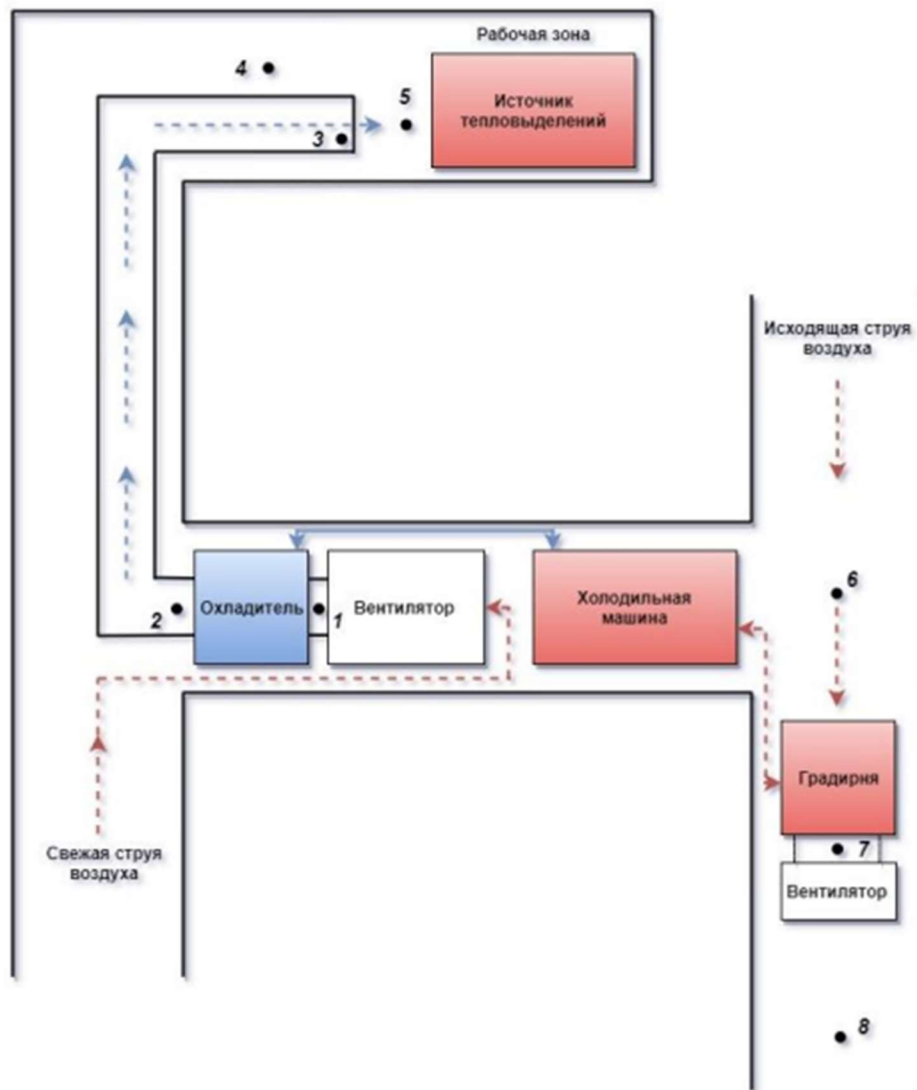 Рабочая зона
4
5
Источник
тепловыделений
3
Исходящая струя
воздуха
6
Охладитель
Вентилятор
Холодильная
машина
2
1
Градирня
7
Свежая струя
воздуха
Вентилятор
8